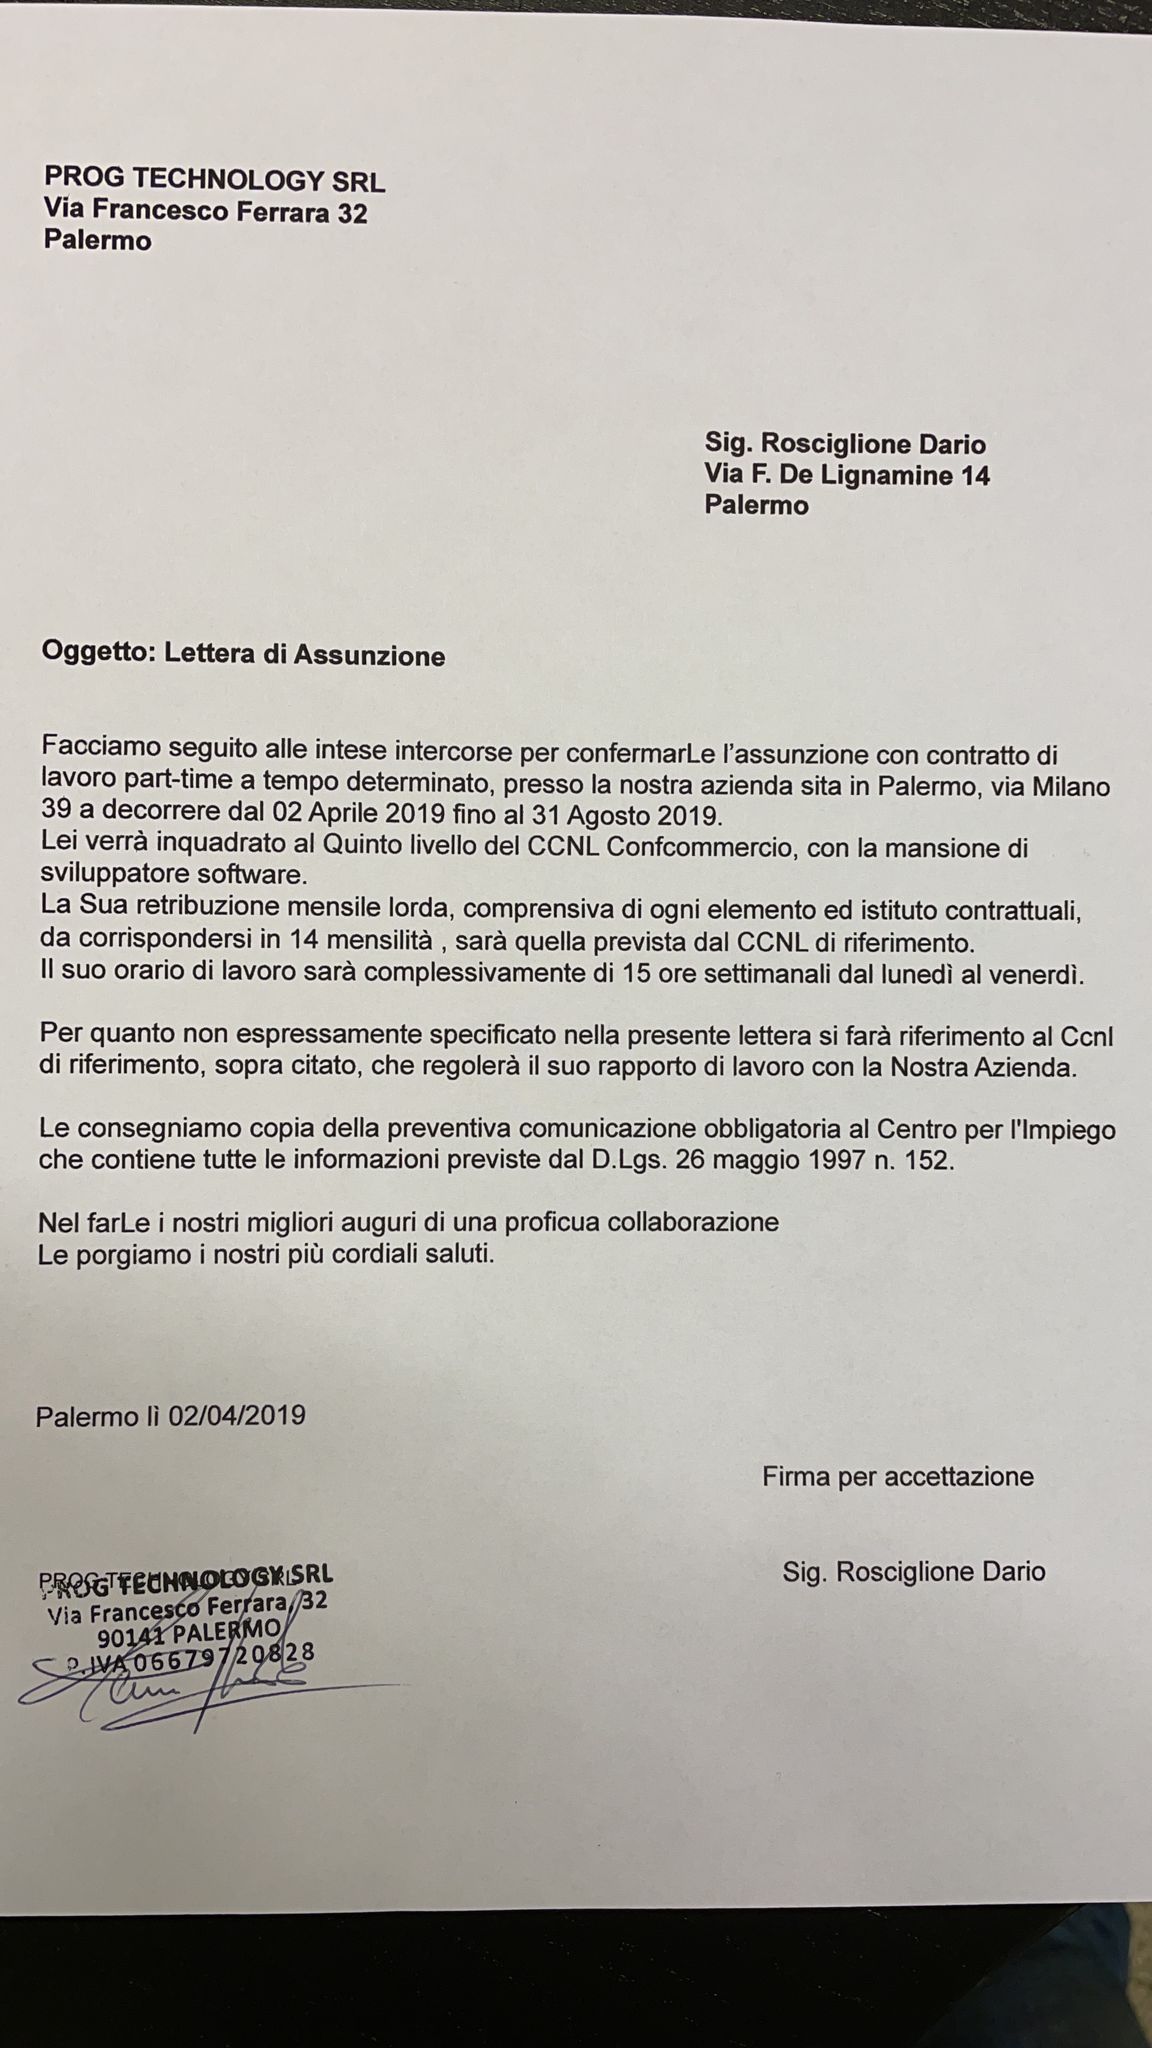 PROG TECHNOLOGY SRL
Via Francesco Ferrara 32
Palermo
Sig. Rosciglione Dario
Via F. De Lignamine 14
Palermo
Oggetto: Lettera di Assunzione
Facciamo seguito alle intese intercorse per confermarLe l'assunzione con contratto di
lavoro part-time a tempo determinato, presso la nostra azienda sita in Palermo, via Milano
39 a decorrere dal 02 Aprile 2019 fino al 31 Agosto 2019.
Lei verrà inquadrato al Quinto livello del CCNL Confcommercio, con la mansione di
sviluppatore software.
La Sua retribuzione mensile lorda, comprensiva di ogni elemento ed istituto contrattuali,
da corrispondersi in 14 mensilità , sarà quella prevista dal CCNL di riferimento.
Il suo orario di lavoro sarà complessivamente di 15 ore settimanali dal lunedì al venerdì.
Per quanto non espressamente specificato nella presente lettera si farà riferimento al Ccnl
di riferimento, sopra citato, che regolerà il suo rapporto di lavoro con la Nostra Azienda.
Le consegniamo copia della preventiva comunicazione obbligatoria al Centro per l'Impiego
che contiene tutte le informazioni previste dal D.Lgs. 26 maggio 1997 n. 152.
Nel farLe i nostri migliori auguri di una proficua collaborazione
Le porgiamo i nostri più cordiali saluti.
Palermo lì 02/04/2019
Firma per accettazione
Sig. Rosciglione Dario
PROG TECHNOLOGY SRL
PROG TECHNOLOGY SRL
Via Francesco Ferrara, 32
90141 PALERMO
P.IVA 06679720828